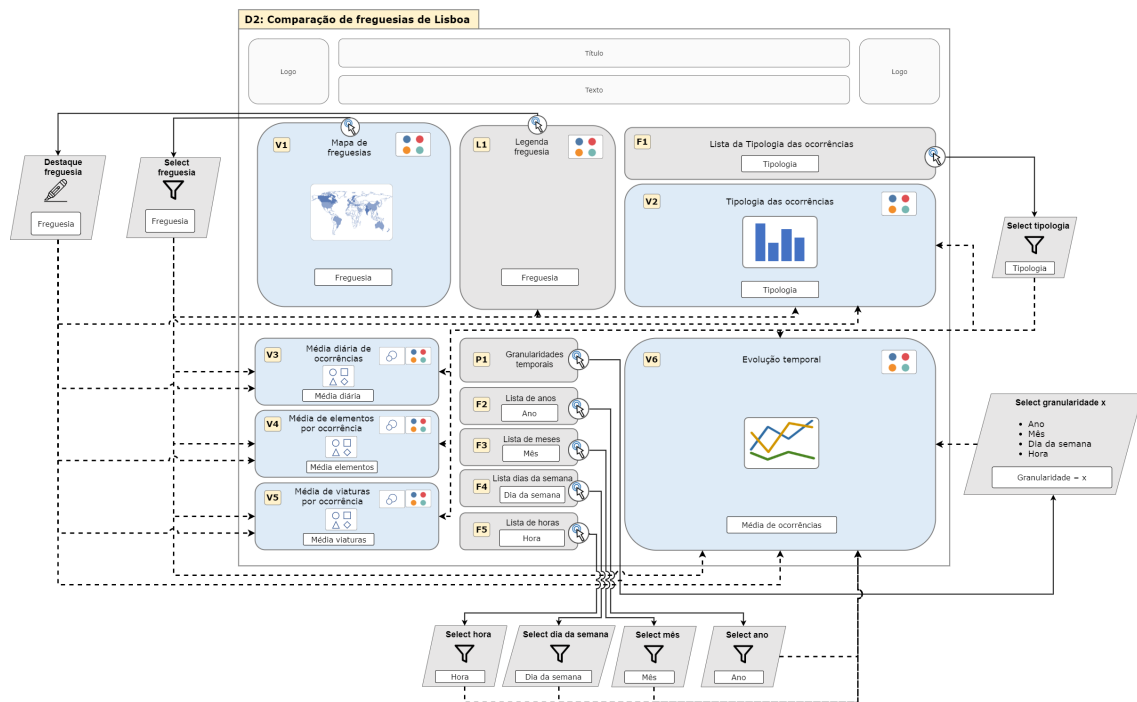 D2: Comparação de freguesias de Lisboa
Logo
Título
Texto
Logo
Destaque
freguesia
Freguesia
Select
freguesia
Freguesia
V1
Mapa de
freguesias
Freguesia
L1
Legenda
freguesia
Freguesia
F1
Lista da Tipologia das ocorrências
Tipologia
V2
Tipologia das ocorrências
Tipologia
Select tipologia
Tipologia
V3
Média diária de
ocorrências
Média diária
V4
Média de elementos
por ocorrência
Média elementos
V5
Média de viaturas
por ocorrência
Média viaturas
P1
Granularidades
temporais
F2
Lista de anos
Ano
F3
Lista de meses
Mês
F4
Lista dias da semana
Dia da semana
F5
Lista de horas
Hora
V6
Evolução temporal
Média de ocorrências
Select granularidade x
• Ano
• Mês
• Dia da semana
• Hora
Granularidade = x
Select hora
Hora
Select dia da semana
Dia da semana
Select mês
Mês
Select ano
Ano